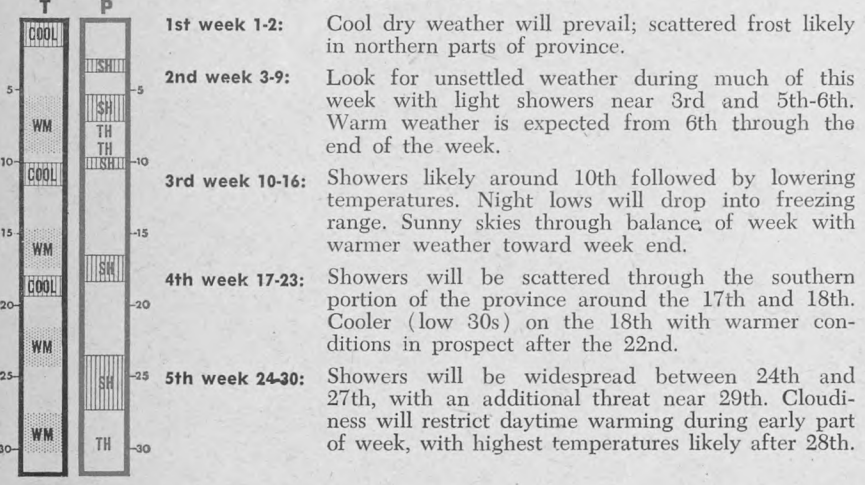 T P
COOL
SH
5 5
SH
WM
TH
TH
10 SH 10
COOL
15 15
WM
SH
COOL
20 20
WM
25 SH 25
WM
TH
30 30
1st week 1-2: Cool dry weather will prevail; scattered frost likely
in northern parts of province.
2nd week 3-9: Look for unsettled weather during much of this
week with light showers near 3rd and 5th-6th.
Warm weather is expected from 6th through the
end of the week.
3rd week 10-16: Showers likely around 10th followed by lowering
temperatures. Night lows will drop into freezing
range. Sunny skies through balance of week with
warmer weather toward week end.
4th week 17-23: Showers will be scattered through the southern
portion of the province around the 17th and 18th.
Cooler (low 30s) on the 18th with warmer con-
ditions in prospect after the 22nd.
5th week 24-30: Showers will be widespread between 24th and
27th, with an additional threat near 29th. Cloudi-
ness will restrict daytime warming during early part
of week, with highest temperatures likely after 28th.